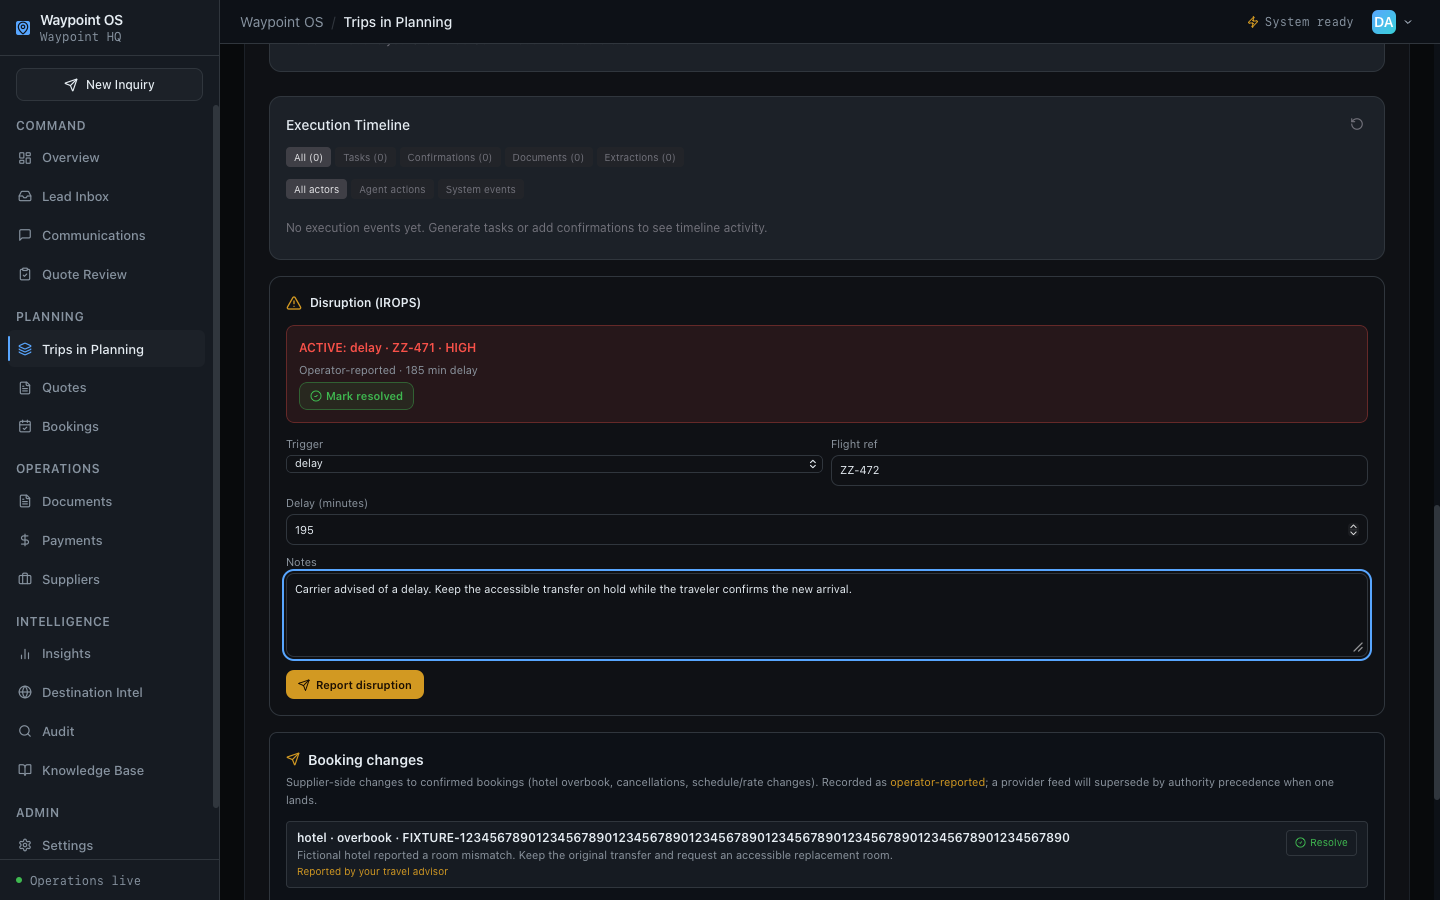 Waypoint OS
Waypoint HQ
New Inquiry
COMMAND
Overview
Lead Inbox
Communications
Quote Review
PLANNING
Trips in Planning
Quotes
Bookings
OPERATIONS
Documents
Payments
Suppliers
INTELLIGENCE
Insights
Destination Intel
Audit
Knowledge Base
ADMIN
Settings
Operations live
Waypoint OS / Trips in Planning
System ready
DA
Execution Timeline
All (0) Tasks (0) Confirmations (0) Documents (0) Extractions (0)
All actors Agent actions System events
No execution events yet. Generate tasks or add confirmations to see timeline activity.
Disruption (IROPS)
ACTIVE: delay · ZZ-471 · HIGH
Operator-reported · 185 min delay
Mark resolved
Trigger Flight ref
delay ZZ-472
Delay (minutes)
195
Notes
Carrier advised of a delay. Keep the accessible transfer on hold while the traveler confirms the new arrival.
Report disruption
Booking changes
Supplier-side changes to confirmed bookings (hotel overbook, cancellations, schedule/rate changes). Recorded as operator-reported; a provider feed will supersede by authority precedence when one
lands.
hotel · overbook · FIXTURE-1234567890123456789012345678901234567890123456789012345678901234567890
Fictional hotel reported a room mismatch. Keep the original transfer and request an accessible replacement room.
Reported by your travel advisor
Resolve